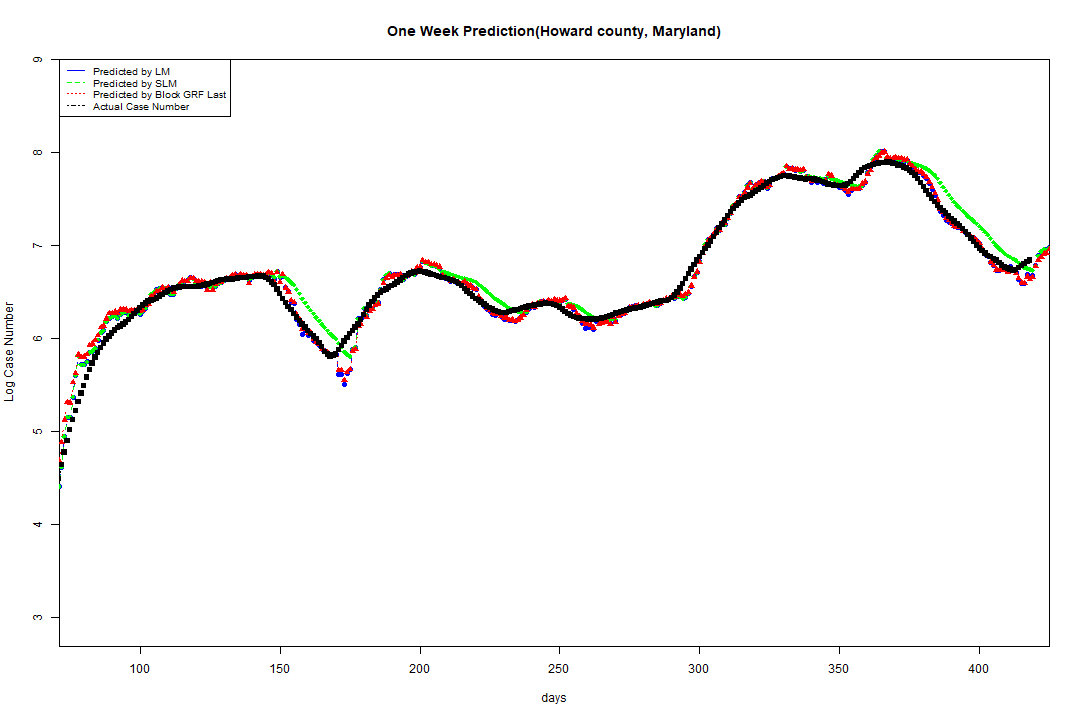 One Week Prediction(Howard county, Maryland)
Predicted by LM
Predicted by SLM
Predicted by Block GRF Last
Actual Case Number
9
8
7
6
5
4
3
Log Case Number
100 150 200 250 300 350 400
days